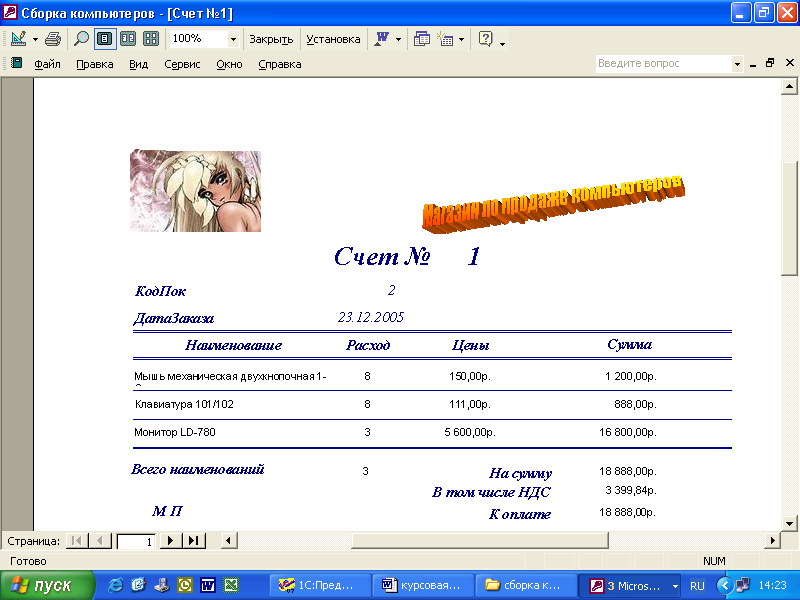 Сборка компьютеров - [Счет №1]
100% Закрыть Установка
Файл Правка Вид Сервис Окно Справка Введите вопрос
Магазин по продаже компьютеров
Счет № 1
КодПок 2
ДатаЗаказа 23.12.2005
Наименование Расход Цены Сумма
Мышь механическая двухкнопочная 1- 8 150,00р. 1 200,00р.
Клавиатура 101/102 8 111,00р. 888,00р.
Монитор LD-780 3 5 600,00р. 16 800,00р.
Всего наименований 3 На сумму 18 888,00р.
В том числе НДС 3 399,84р.
М П К оплате 18 888,00р.
Страница: 1
Готово NUM
пуск 1С:Пред... курсовая... сборка к... 3 Micros... RU 14:23